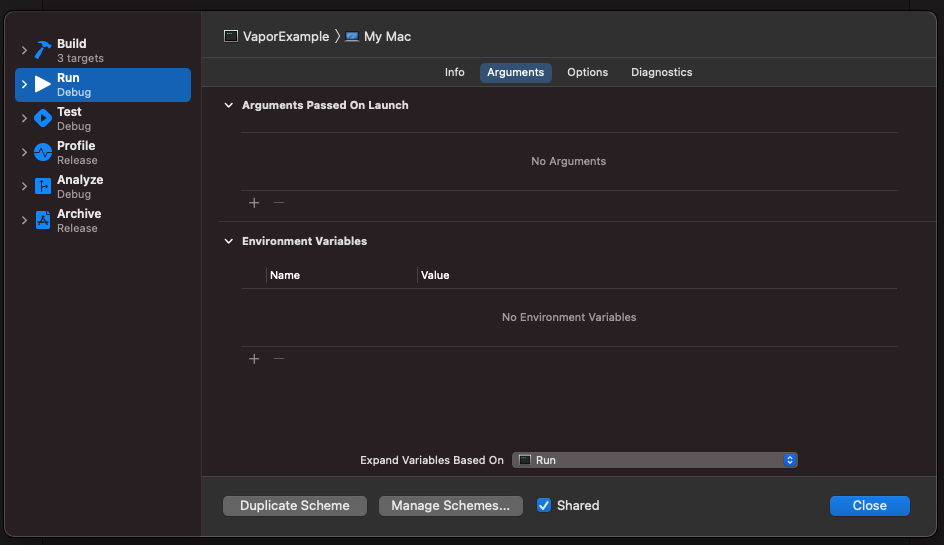 Build
3 targets
Run
Debug
Test
Debug
Profile
Release
Analyze
Debug
Archive
Release
VaporExample 〉 My Mac
Info Arguments Options Diagnostics
Arguments Passed On Launch
No Arguments
+ −
Environment Variables
Name Value
No Environment Variables
+ −
Expand Variables Based On Run
Duplicate Scheme Manage Schemes... Shared Close